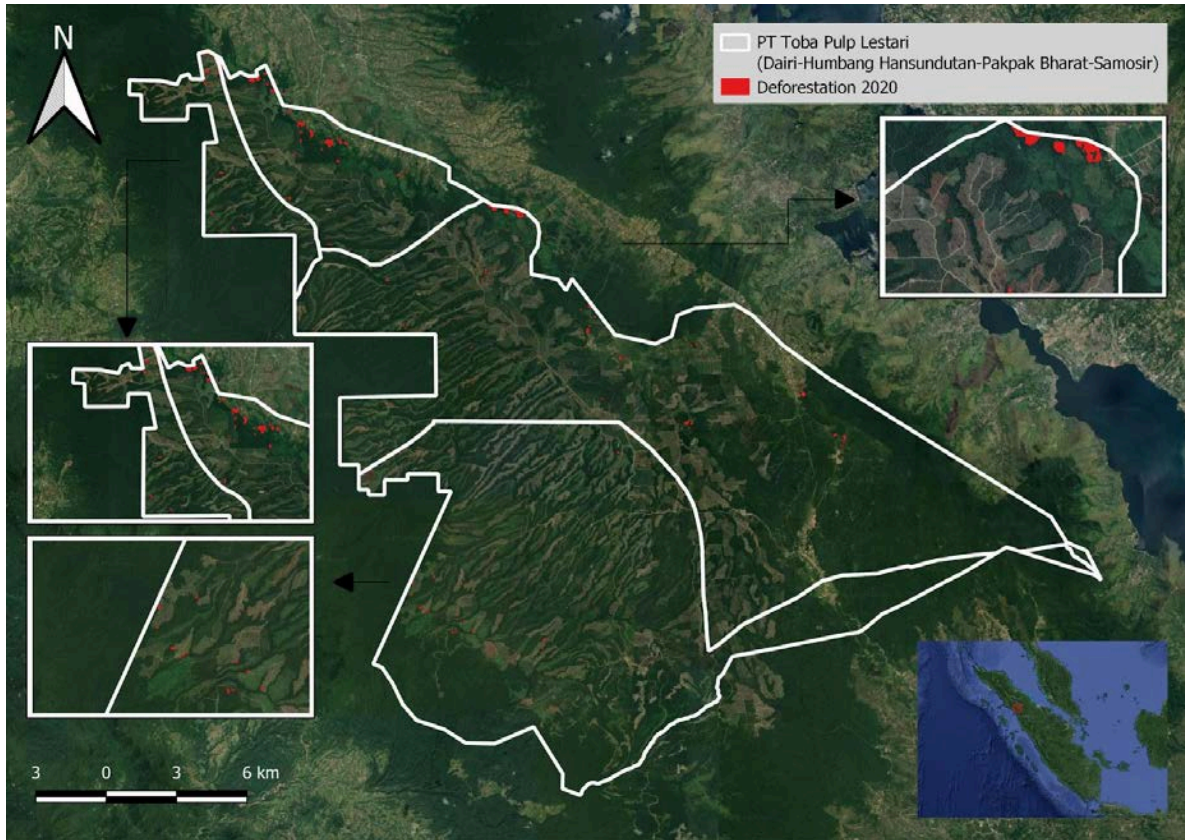 N
PT Toba Pulp Lestari
(Dairi-Humbang Hansundutan-Pakpak Bharat-Samosir)
Deforestation 2020
3 0 3 6 km